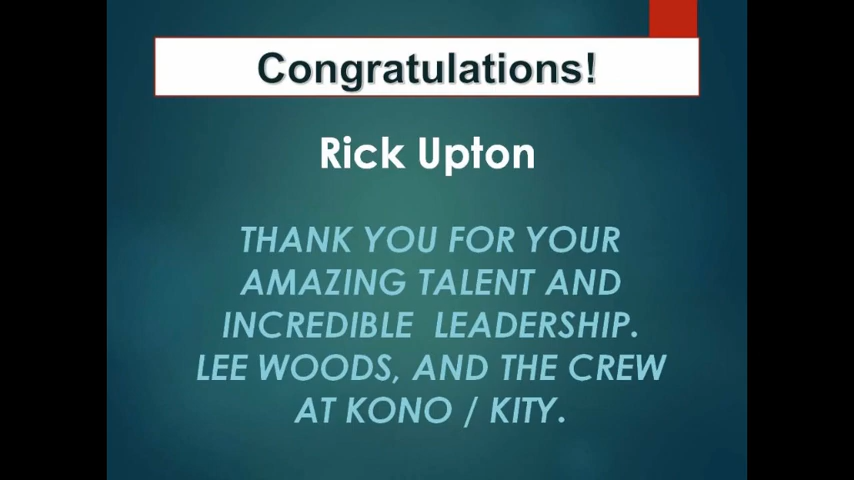 Congratulations!
Rick Upton
THANK YOU FOR YOUR
AMAZING TALENT AND
INCREDIBLE LEADERSHIP.
LEE WOODS, AND THE CREW
AT KONO / KITY.